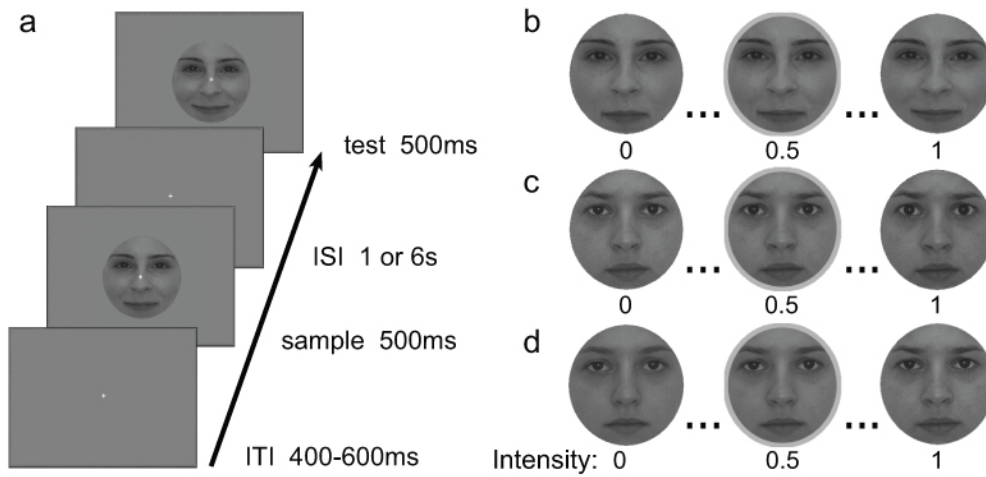 a
test 500ms
ISI 1 or 6s
sample 500ms
ITI 400-600ms
b
... ...
0 0.5 1
c
... ...
0 0.5 1
d
... ...
Intensity: 0 0.5 1